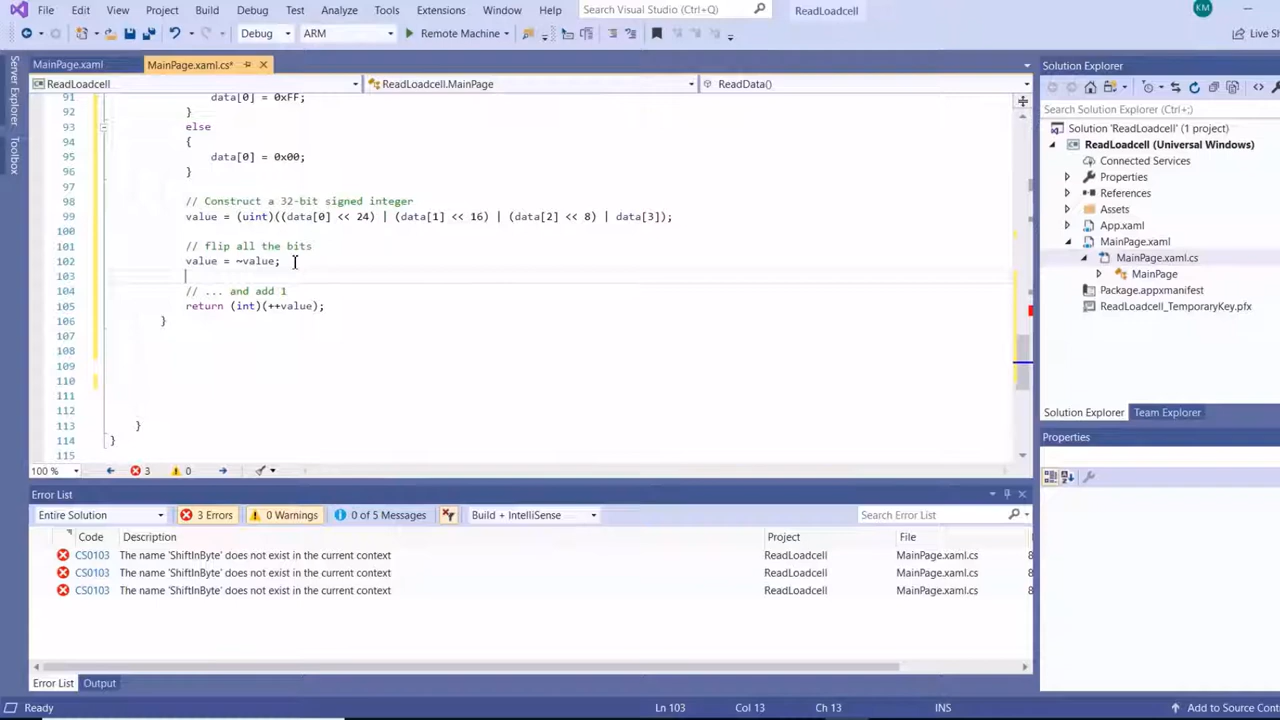 File Edit View Project Build Debug Test Analyze Tools Extensions Window Help Search Visual Studio (Ctrl+Q) ReadLoadcell KM
Debug ARM Remote Machine Live Sh
Server Explorer
Toolbox
MainPage.xaml MainPage.xaml.cs*
ReadLoadcell ReadLoadcell.MainPage ReadData()
91 data[0] = 0xFF;
92 }
93 else
94 {
95 data[0] = 0x00;
96 }
97
98 // Construct a 32-bit signed integer
99 value = (uint)((data[0] << 24) | (data[1] << 16) | (data[2] << 8) | data[3]);
100
101 // flip all the bits
102 value = ~value;
103
104 // ... and add 1
105 return (int)(++value);
106 }
107
108
109
110
111
112
113 }
114 }
115
100 % 3 0
Solution Explorer
Search Solution Explorer (Ctrl+;)
Solution 'ReadLoadcell' (1 project)
ReadLoadcell (Universal Windows)
Connected Services
Properties
References
Assets
App.xaml
MainPage.xaml
MainPage.xaml.cs
MainPage
Package.appxmanifest
ReadLoadcell_TemporaryKey.pfx
Solution Explorer Team Explorer
Properties
Error List
Entire Solution 3 Errors 0 Warnings 0 of 5 Messages Build + IntelliSense Search Error List
Code Description Project File
CS0103 The name 'ShiftInByte' does not exist in the current context ReadLoadcell MainPage.xaml.cs 8
CS0103 The name 'ShiftInByte' does not exist in the current context ReadLoadcell MainPage.xaml.cs 8
CS0103 The name 'ShiftInByte' does not exist in the current context ReadLoadcell MainPage.xaml.cs 8
Error List Output
Ready Ln 103 Col 13 Ch 13 INS Add to Source Cont